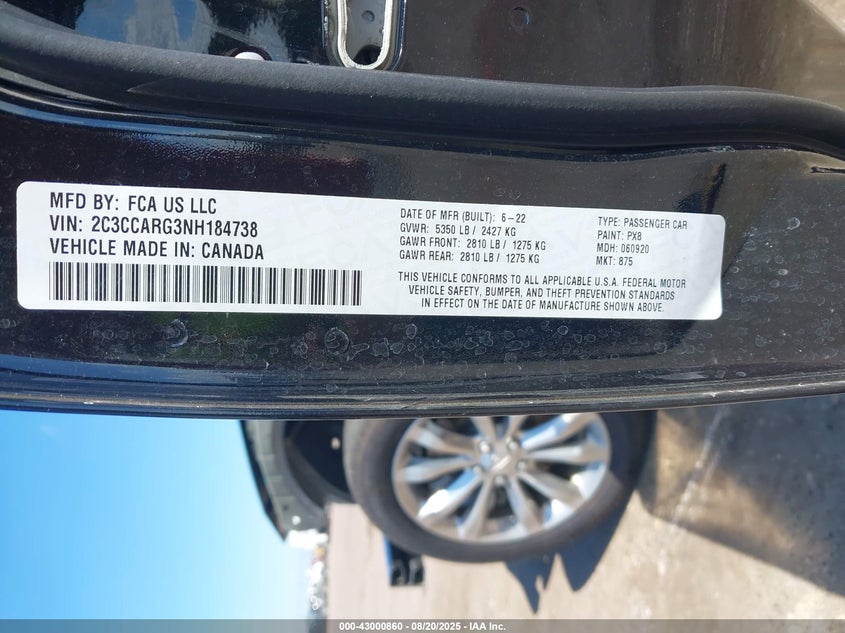 MFD BY: FCA US LLC
VIN: 2C3CCARG3NH184738
VEHICLE MADE IN: CANADA
DATE OF MFR (BUILT): 6-22
GVWR: 5350 LB / 2427 KG
GAWR FRONT: 2810 LB / 1275 KG
GAWR REAR: 2810 LB / 1275 KG
TYPE: PASSENGER CAR
PAINT: PX8
MDH: 060920
MKT: 875
THIS VEHICLE CONFORMS TO ALL APPLICABLE U.S.A. FEDERAL MOTOR
VEHICLE SAFETY, BUMPER, AND THEFT PREVENTION STANDARDS
IN EFFECT ON THE DATE OF MANUFACTURE SHOWN ABOVE.
000-43000860 - 08/20/2025 - IAA Inc.